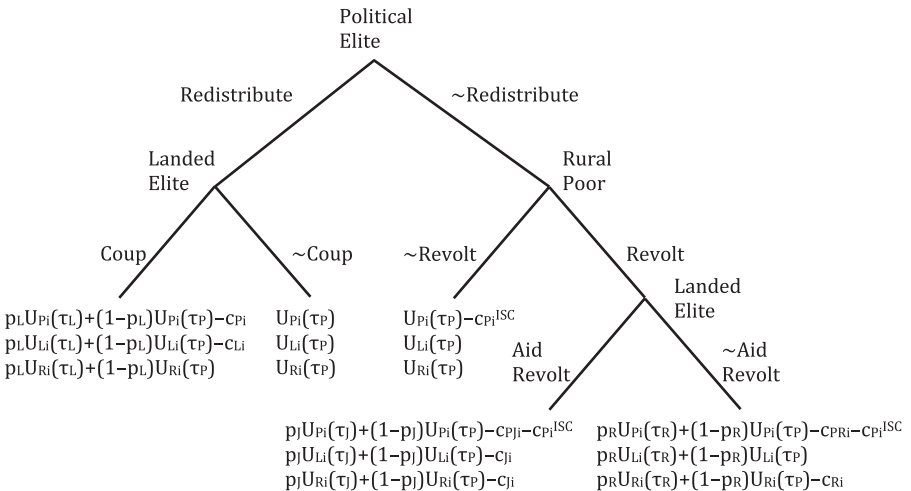 Political
Elite
Redistribute
~Redistribute
Landed
Elite
Rural
Poor
Coup
~Coup
~Revolt
Revolt
Landed
Elite
pLUPi(τL)+(1–pL)UPi(τP)–cPi
pLULi(τL)+(1–pL)ULi(τP)–cLi
pLURi(τL)+(1–pL)URi(τP)
UPi(τP)
ULi(τP)
URi(τP)
UPi(τP)–cPiISC
ULi(τP)
URi(τP)
Aid
Revolt
~Aid
Revolt
pJUPi(τJ)+(1–pJ)UPi(τP)–cPJi–cPiISC
pJULi(τJ)+(1–pJ)ULi(τP)–cJi
pJURi(τJ)+(1–pJ)URi(τP)–cJi
pRUPi(τR)+(1–pR)UPi(τP)–cPRi–cPiISC
pRULi(τR)+(1–pR)ULi(τP)
pRURi(τR)+(1–pR)URi(τP)–cRi